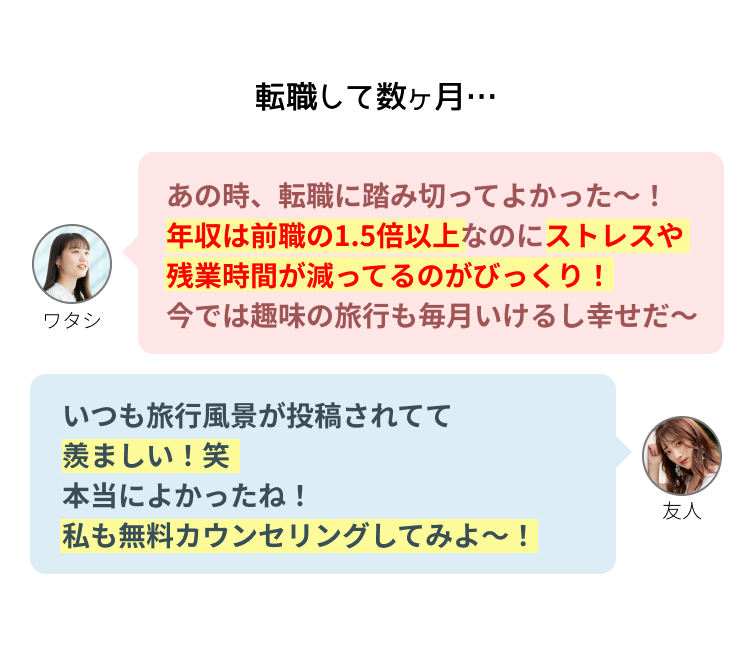 転職して数ヶ月…
あの時、転職に踏み切ってよかった〜！
年収は前職の1.5倍以上なのにストレスや
残業時間が減ってるのがびっくり！
今では趣味の旅行も毎月いけるし幸せだ〜
ワタシ
いつも旅行風景が投稿されてて
羨ましい！笑
本当によかったね！
私も無料カウンセリングしてみよ〜！
友人